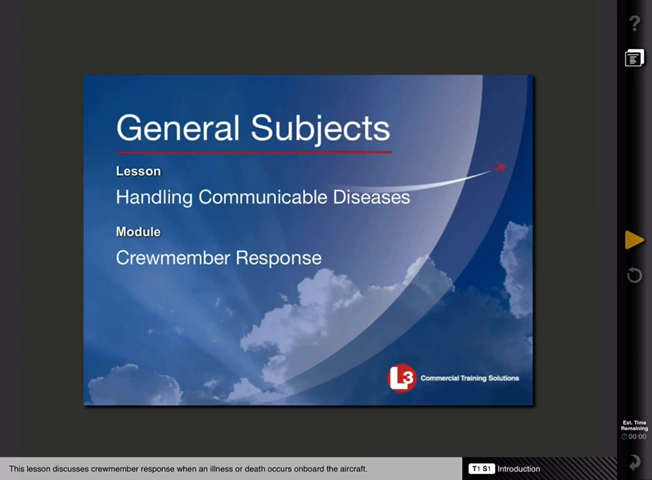 ?
General Subjects
Lesson
Handling Communicable Diseases
Module
Crewmember Response
L3 Commercial Training Solutions
Est. Time
Remaining
00:00
This lesson discusses crewmember response when an illness or death occurs onboard the aircraft.
T1 S1 Introduction